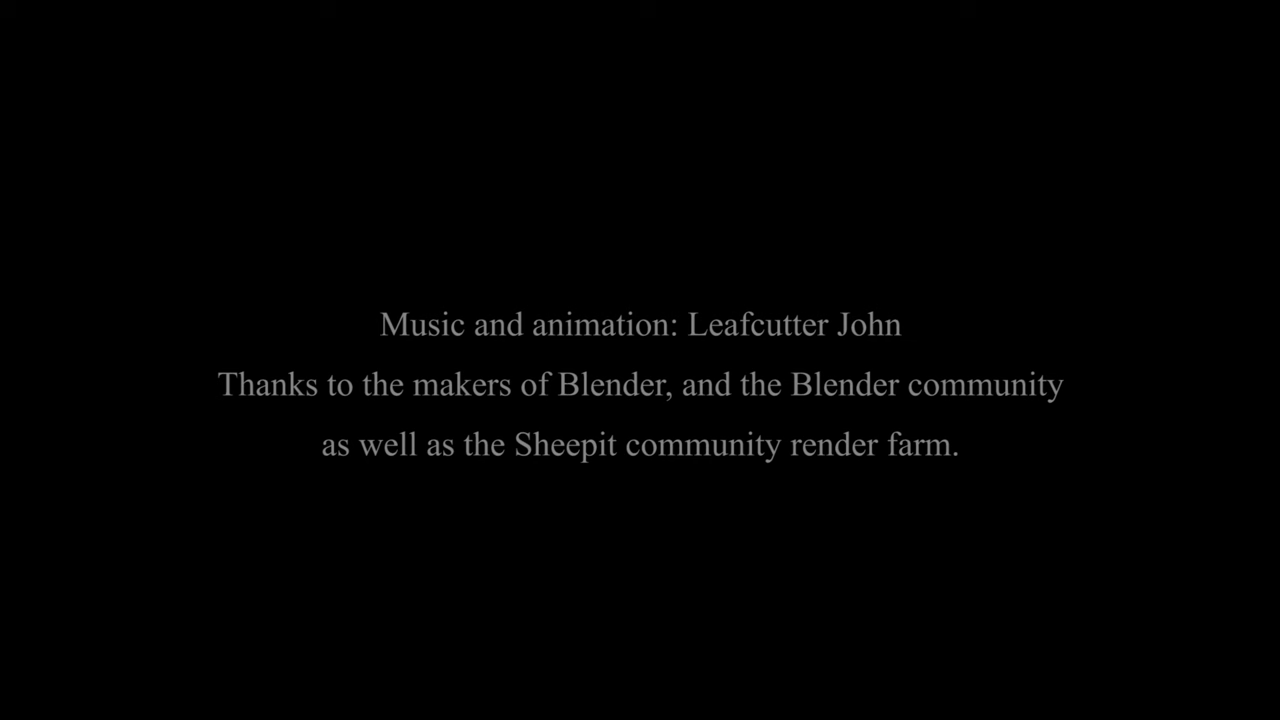 Music and animation: Leafcutter John
Thanks to the makers of Blender, and the Blender community
as well as the Sheepit community render farm.